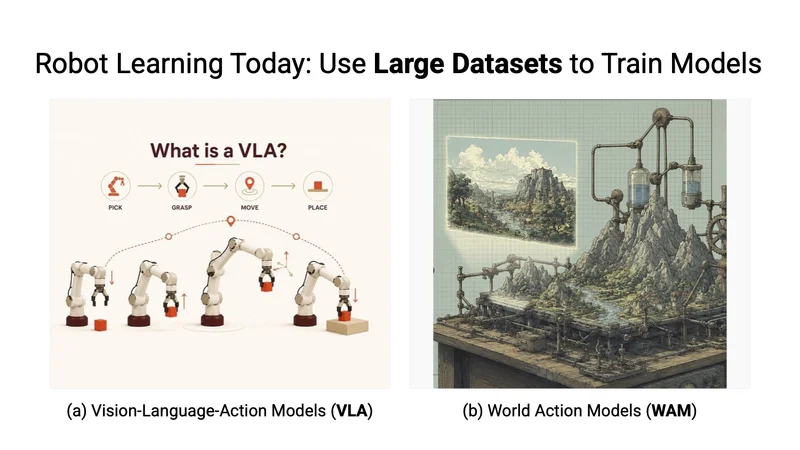 Robot Learning Today: Use Large Datasets to Train Models
What is a VLA?
PICK
GRASP
MOVE
PLACE
(a) Vision-Language-Action Models (VLA)
(b) World Action Models (WAM)